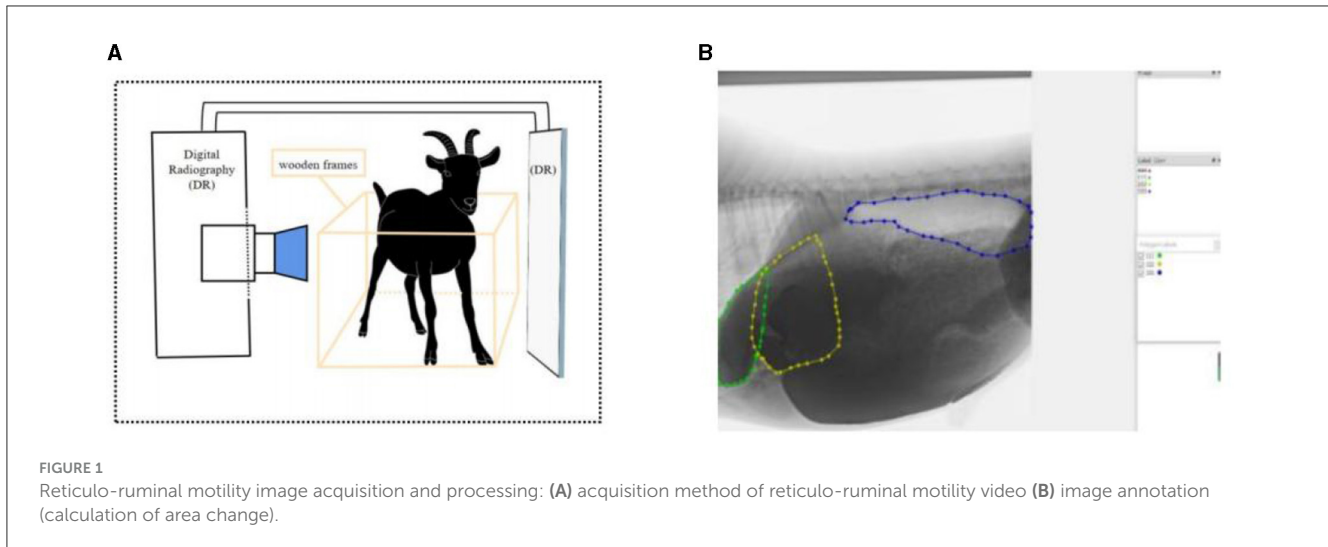 A
B
Digital
Radiography
(DR)
wooden frames
(DR)
FIGURE 1
Reticulo-ruminal motility image acquisition and processing: (A) acquisition method of reticulo-ruminal motility video (B) image annotation
(calculation of area change).